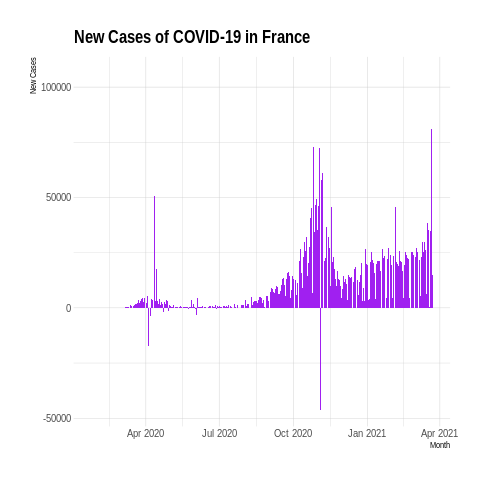 New Cases of COVID-19 in France
New Cases
100000
50000
0
-50000
Apr 2020
Jul 2020
Oct 2020
Jan 2021
Apr 2021
Month